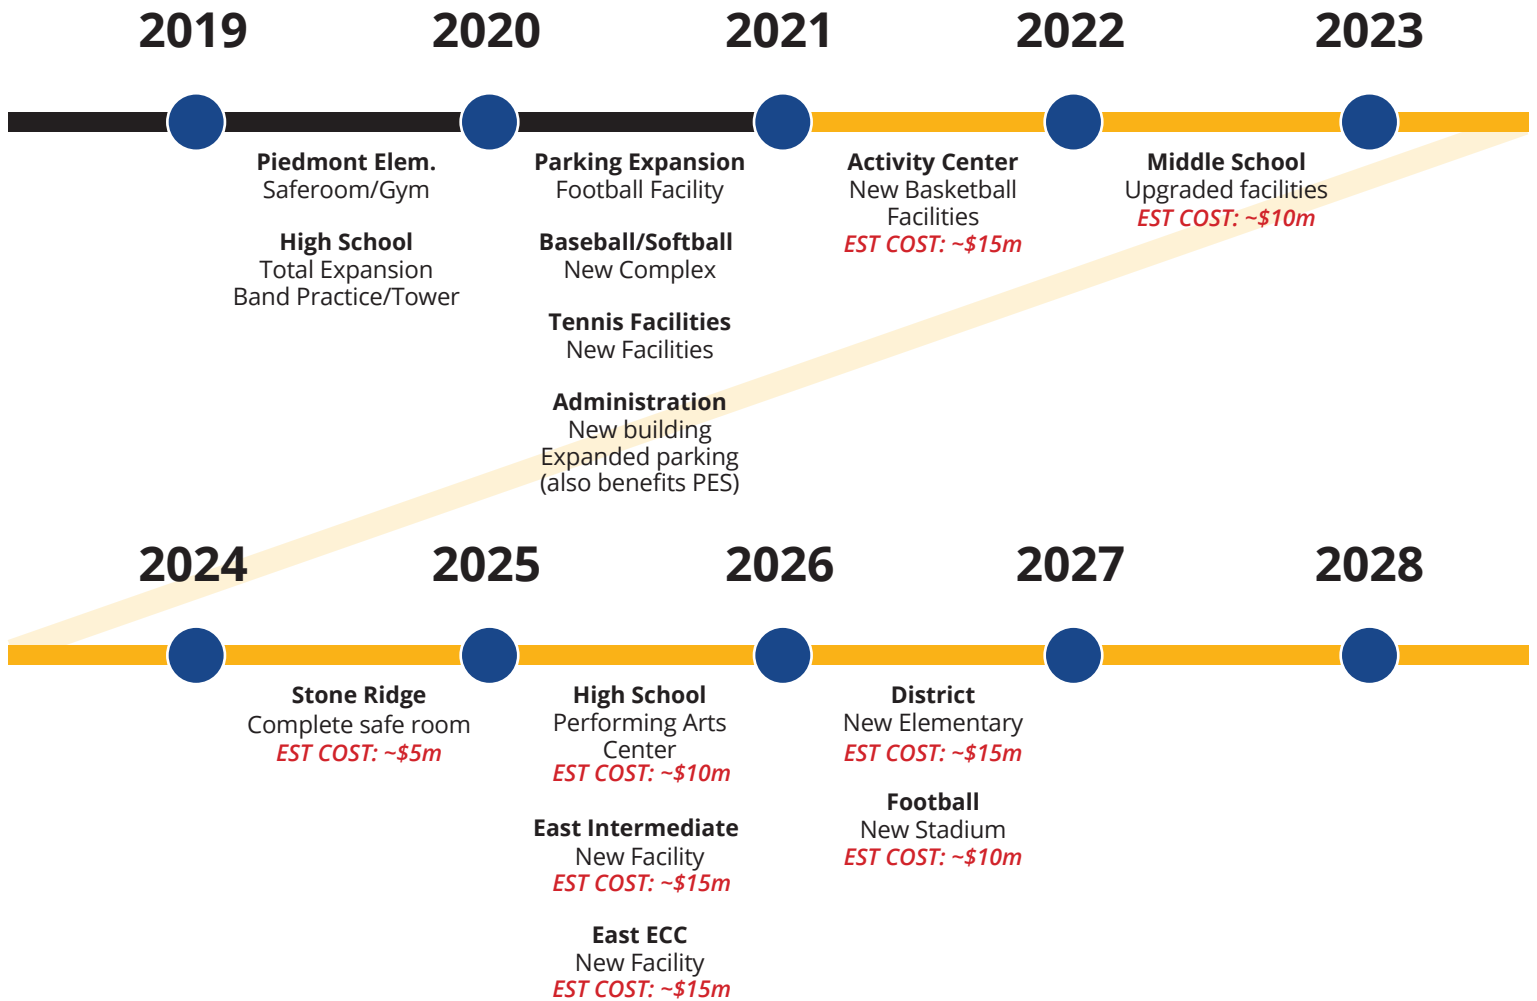 2019
2020
2021
2022
2023
Piedmont Elem.
Saferoom/Gym
High School
Total Expansion
Band Practice/Tower
Parking Expansion
Football Facility
Baseball/Softball
New Complex
Tennis Facilities
New Facilities
Administration
New building
Expanded parking
(also benefits PES)
Activity Center
New Basketball
Facilities
EST COST: ~$15m
Middle School
Upgraded facilities
EST COST: ~$10m
2024
2025
2026
2027
2028
Stone Ridge
Complete safe room
EST COST: ~$5m
High School
Performing Arts
Center
EST COST: ~$10m
East Intermediate
New Facility
EST COST: ~$15m
East ECC
New Facility
EST COST: ~$15m
District
New Elementary
EST COST: ~$15m
Football
New Stadium
EST COST: ~$10m